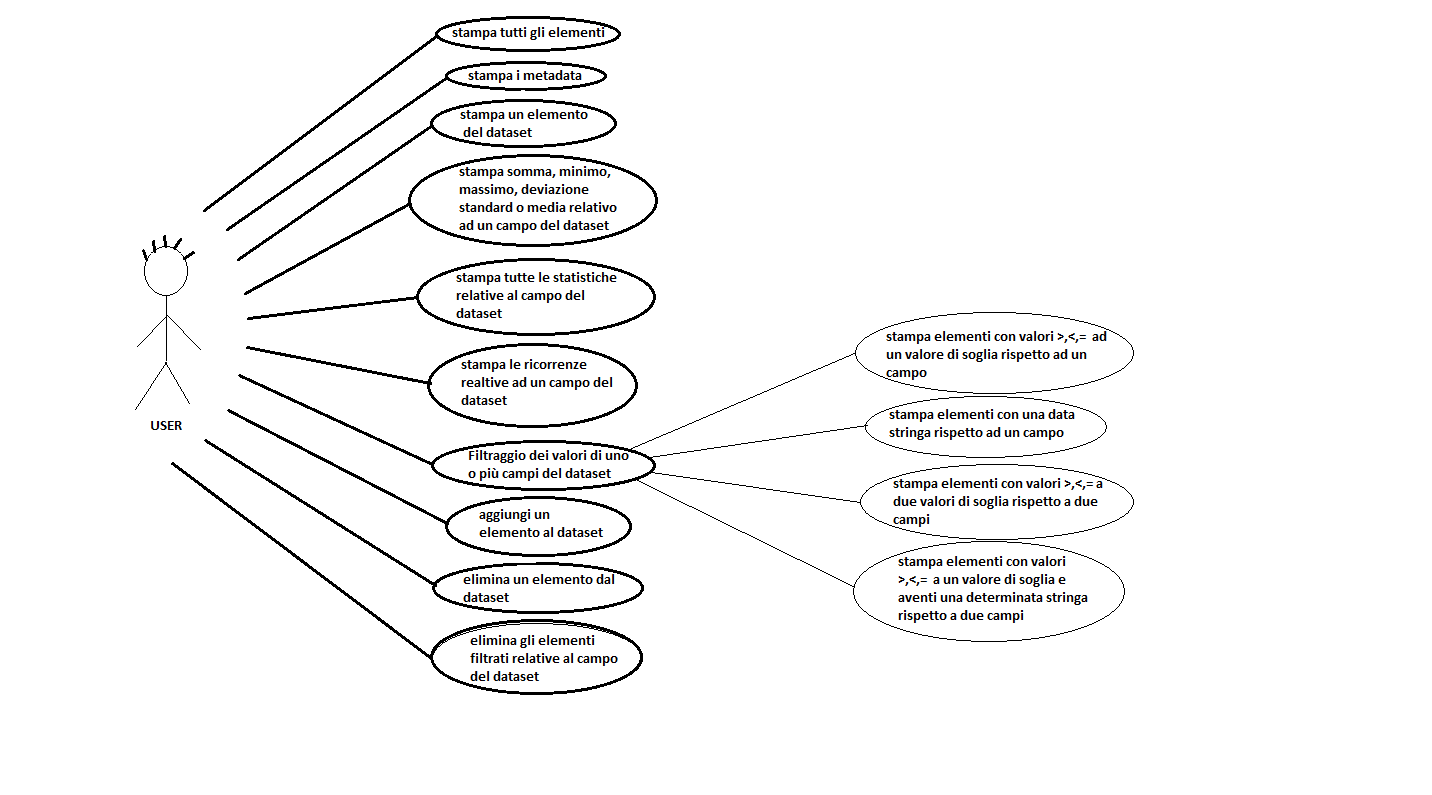 stampa tutti gli elementi
stampa i metadata
stampa un elemento
del dataset
stampa somma, minimo,
massimo, deviazione
standard o media relativo
ad un campo del dataset
stampa tutte le statistiche
relative al campo del
dataset
stampa le ricorrenze
realtive ad un campo del
dataset
Filtraggio dei valori di uno
o più campi del dataset
aggiungi un
elemento al dataset
elimina un elemento dal
dataset
elimina gli elementi
filtrati relative al campo
del dataset
USER
stampa elementi con valori >,<,= ad
un valore di soglia rispetto ad un
campo
stampa elementi con una data
stringa rispetto ad un campo
stampa elementi con valori >,<,= a
due valori di soglia rispetto a due
campi
stampa elementi con valori
>,<,= a un valore di soglia e
aventi una determinata stringa
rispetto a due campi